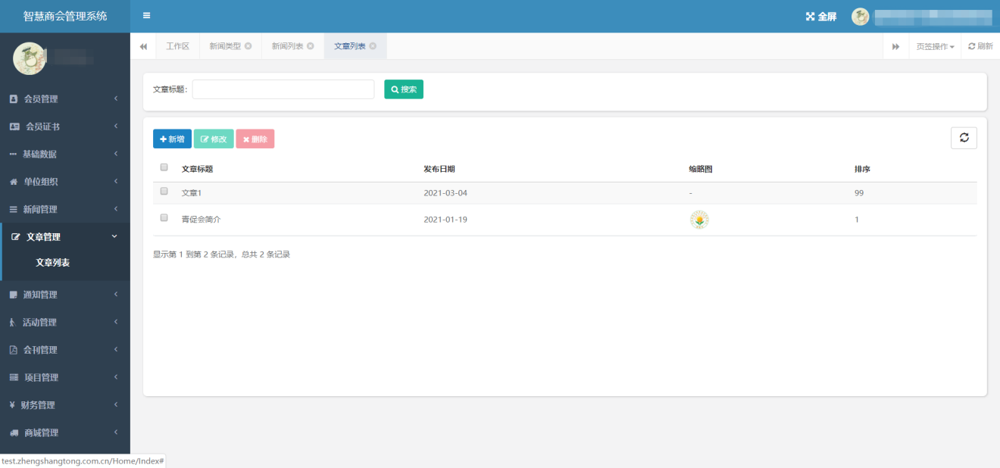 智慧商会管理系统
全屏
工作区 新闻类型 新闻列表 文章列表 页签操作 刷新
会员管理
会员证书
基础数据
单位组织
新闻管理
文章管理
文章列表
通知管理
活动管理
会刊管理
项目管理
财务管理
商城管理
文章标题： 搜索
新增 修改 删除
文章标题 发布日期 缩略图 排序
文章1 2021-03-04 - 99
青促会简介 2021-01-19 1
显示第 1 到第 2 条记录，总共 2 条记录
test.zhengshangtong.com.cn/Home/Index#